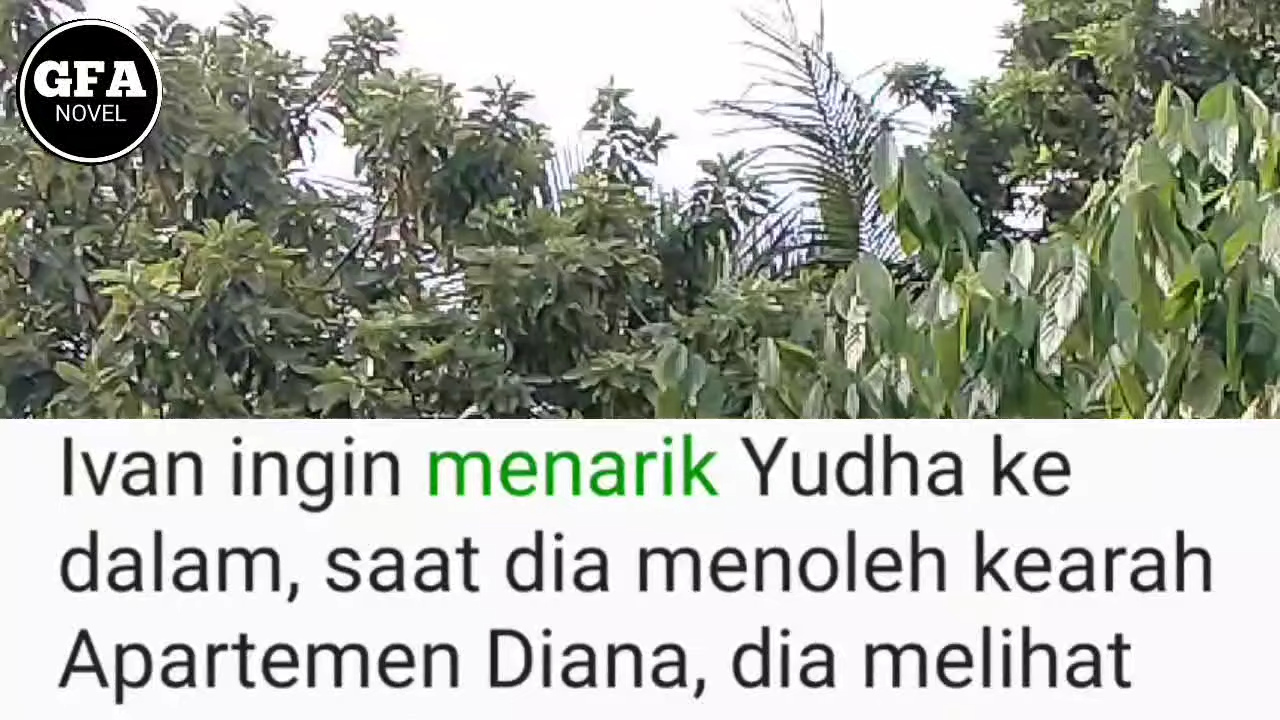 GFA
NOVEL
Ivan ingin menarik Yudha ke
dalam, saat dia menoleh kearah
Apartemen Diana, dia melihat